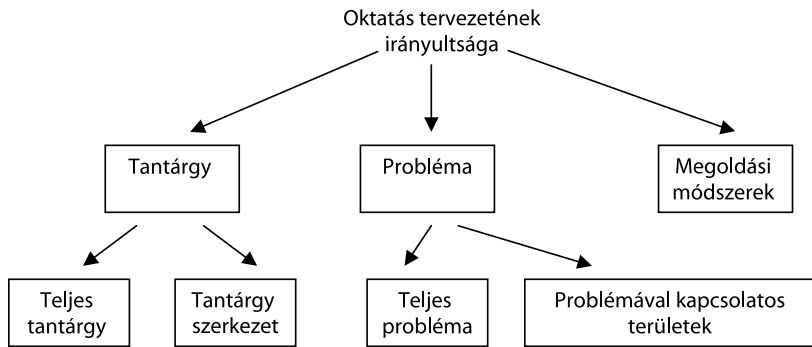 Oktatás tervezetének
irányultsága
Tantárgy
Probléma
Megoldási
módszerek
Teljes
tantárgy
Tantárgy
szerkezet
Teljes
probléma
Problémával kapcsolatos
területek